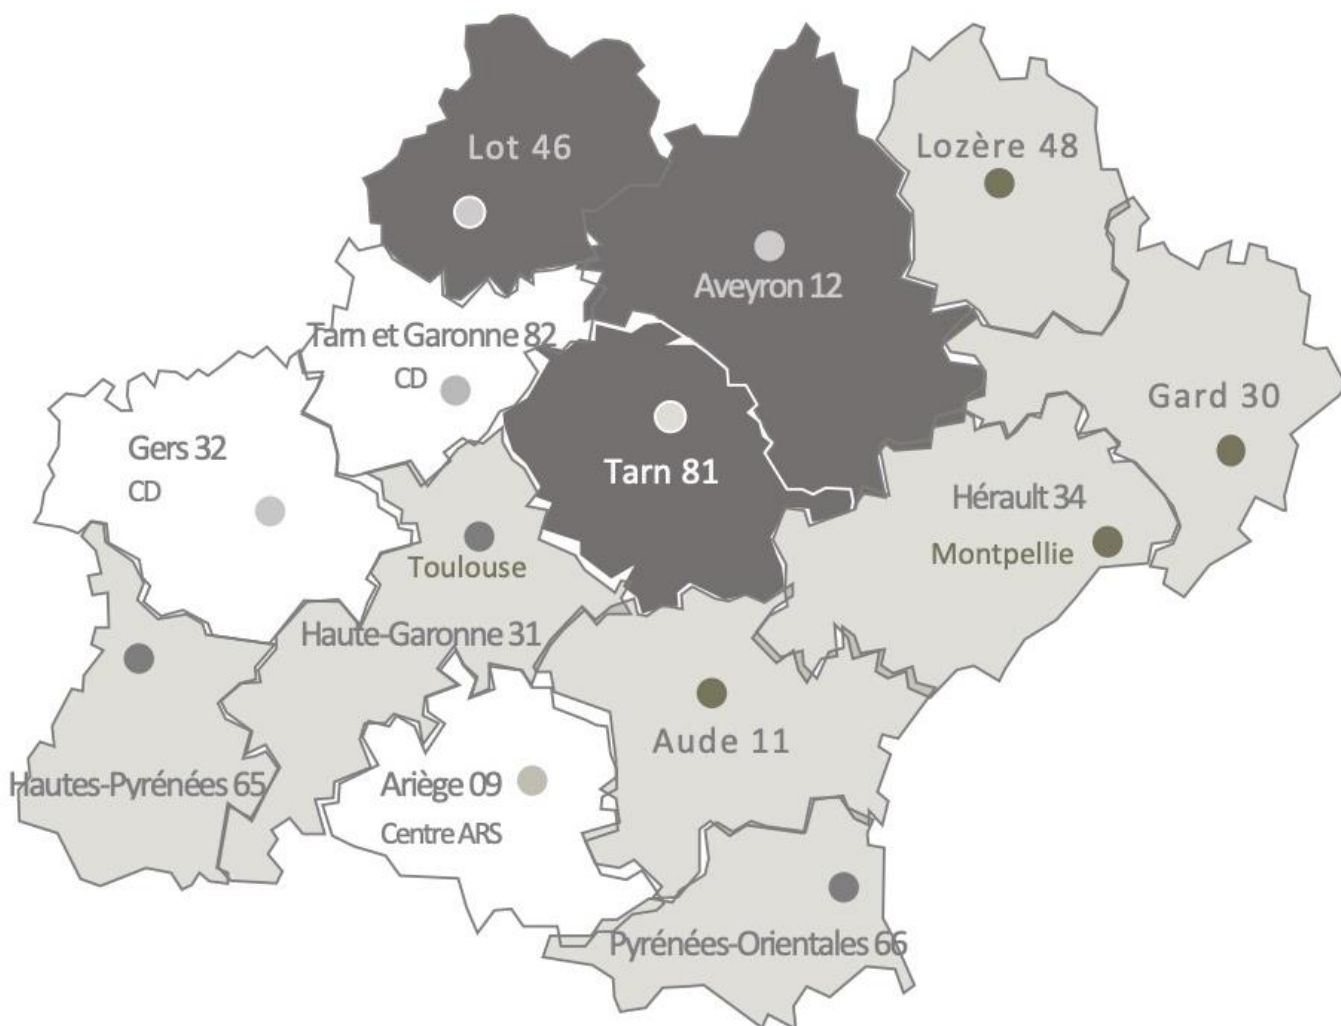 Lot 46
Lozère 48
Aveyron 12
Tarn et Garonne 82
CD
Gard 30
Gers 32
CD
Tarn 81
Hérault 34
Montpellie
Toulouse
Haute-Garonne 31
Aude 11
Hautes-Pyrénées 65
Ariège 09
Centre ARS
Pyrénées-Orientales 66